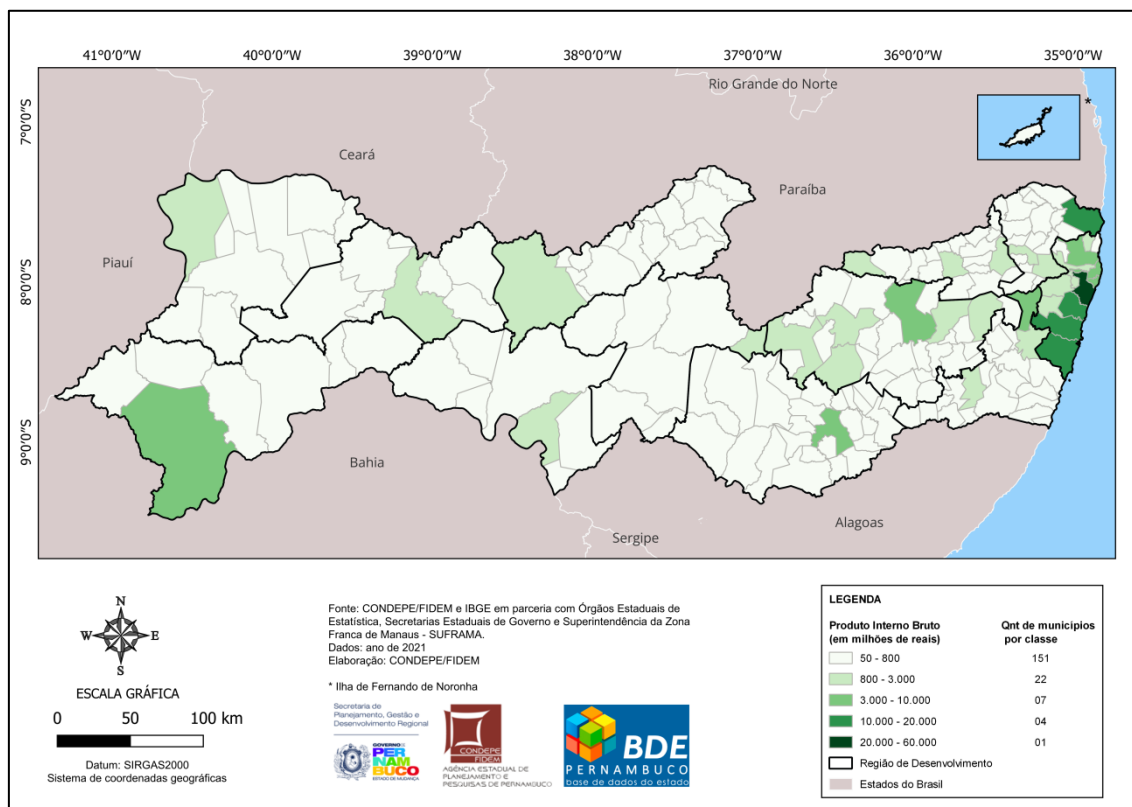 41°0'0"W 40°0'0"W 39°0'0"W 38°0'0"W 37°0'0"W 36°0'0"W 35°0'0"W
7°0'0"S
8°0'0"S
9°0'0"S
Rio Grande do Norte
*
Ceará
Paraíba
Piauí
Bahia
Alagoas
Sergipe
N
W E
S
ESCALA GRÁFICA
0 50 100 km
Datum: SIRGAS2000
Sistema de coordenadas geográficas
Fonte: CONDEPE/FIDEM e IBGE em parceria com Órgãos Estaduais de
Estatística, Secretarias Estaduais de Governo e Superintendência da Zona
Franca de Manaus - SUFRAMA.
Dados: ano de 2021
Elaboração: CONDEPE/FIDEM
* Ilha de Fernando de Noronha
Secretaria de
Planejamento, Gestão e
Desenvolvimento Regional
GOVERNO DE
PER
NAM
BUCO
ESTADO DE MUDANÇA
CONDEPE
FIDEM
AGÊNCIA ESTADUAL DE
PLANEJAMENTO E
PESQUISAS DE PERNAMBUCO
BDE
PERNAMBUCO
base de dados do estado
LEGENDA
Produto Interno Bruto Qnt de municipios
(em milhões de reais) por classe
50 - 800 151
800 - 3.000 22
3.000 - 10.000 07
10.000 - 20.000 04
20.000 - 60.000 01
Região de Desenvolvimento
Estados do Brasil